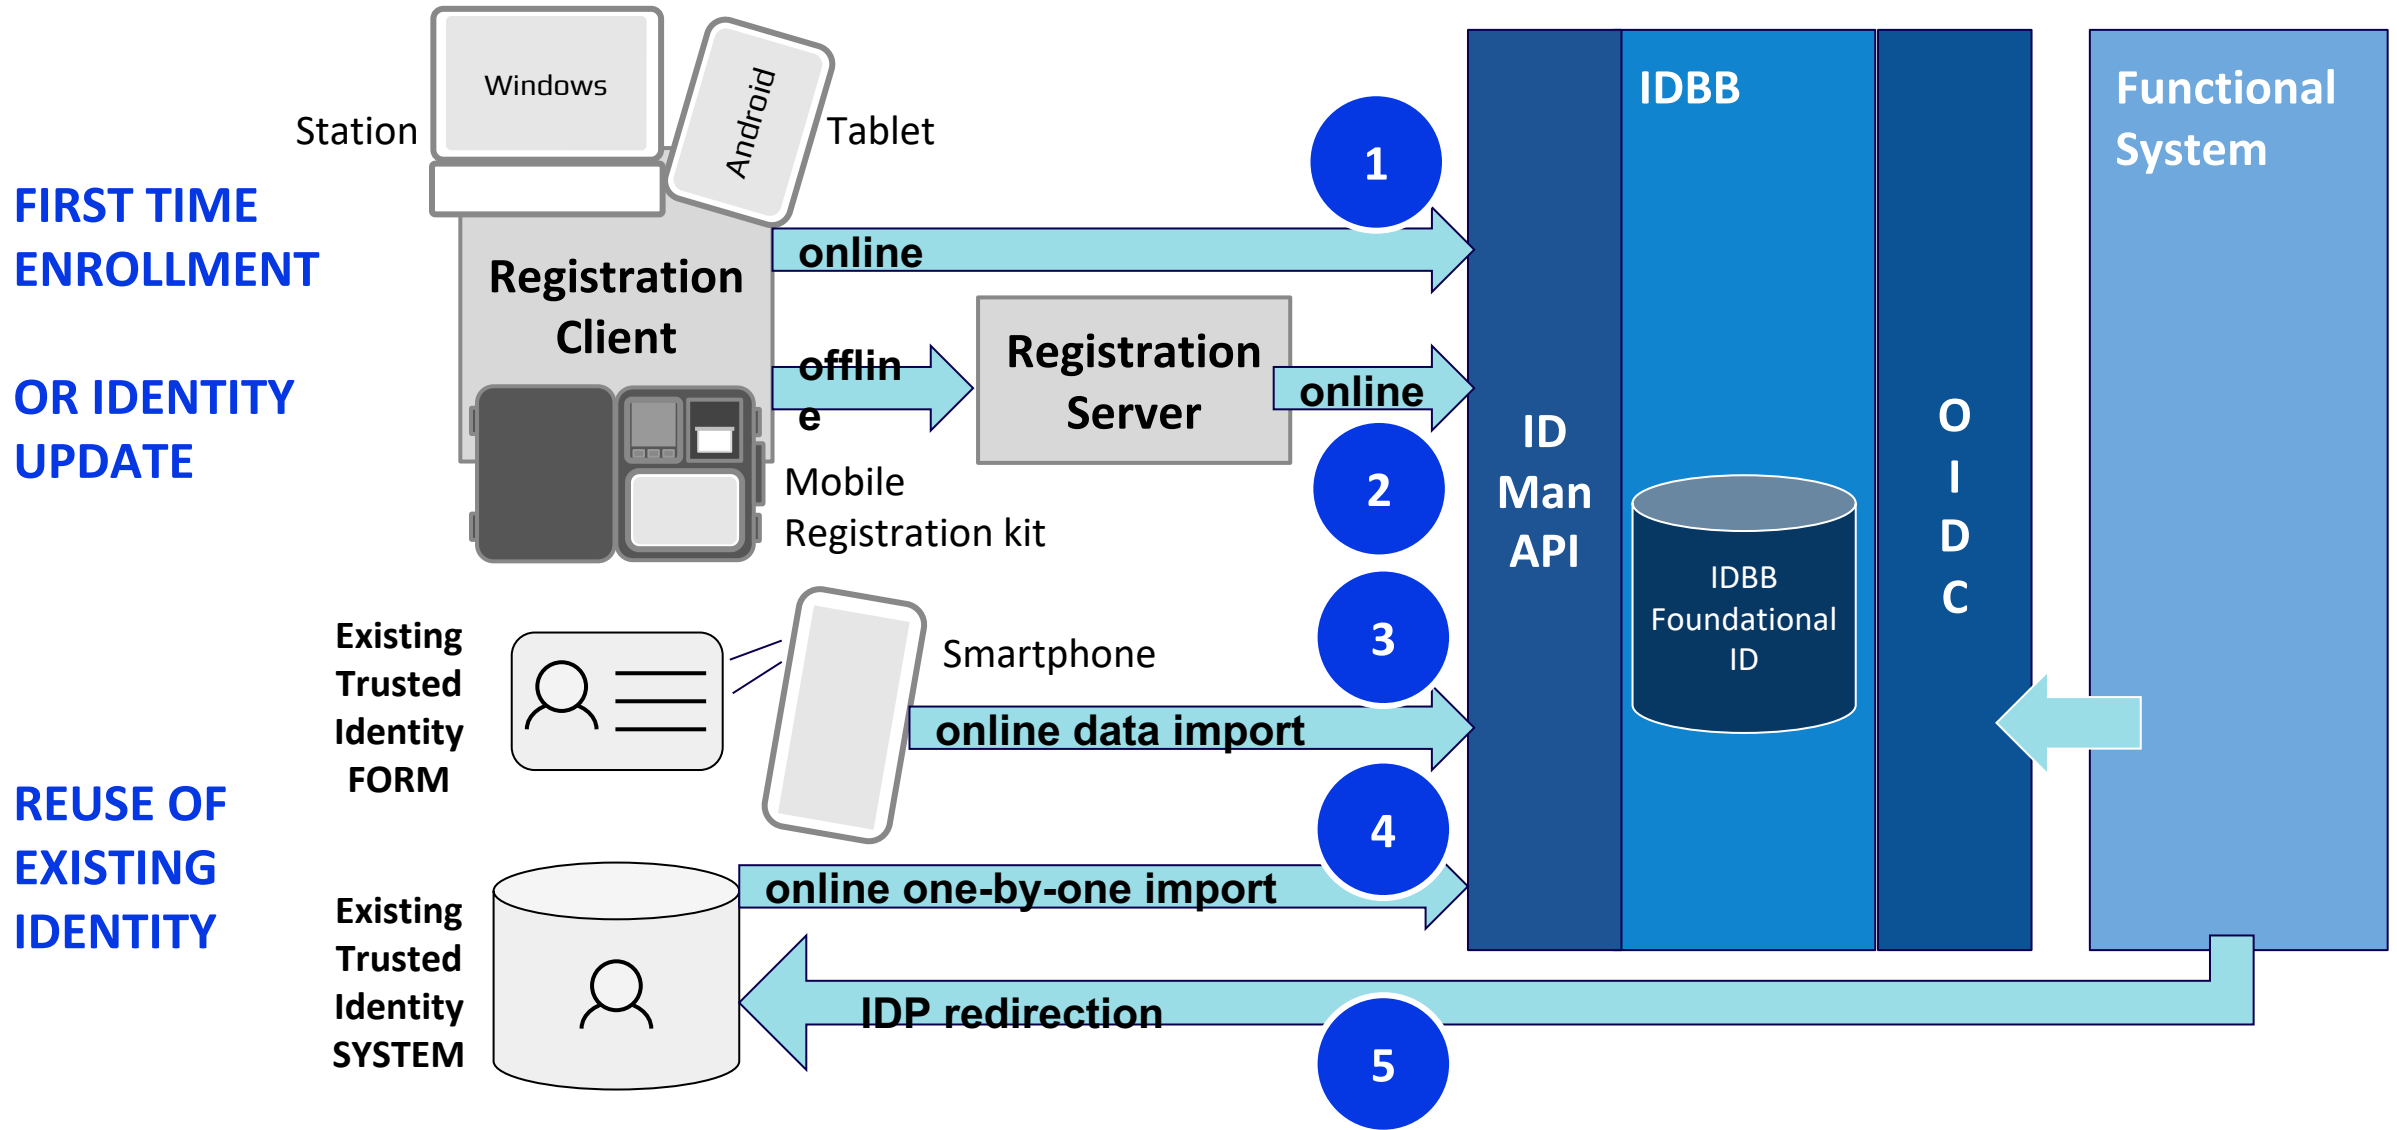 Windows
Android
Station
Tablet
FIRST TIME
ENROLLMENT
OR IDENTITY
UPDATE
Registration
Client
online
offlin
e
Registration
Server
online
Mobile
Registration kit
1
2
Existing
Trusted
Identity
FORM
Smartphone
online data import
3
REUSE OF
EXISTING
IDENTITY
4
online one-by-one import
Existing
Trusted
Identity
SYSTEM
IDP redirection
5
ID
Man
API
IDBB
IDBB
Foundational
ID
O
I
D
C
Functional
System